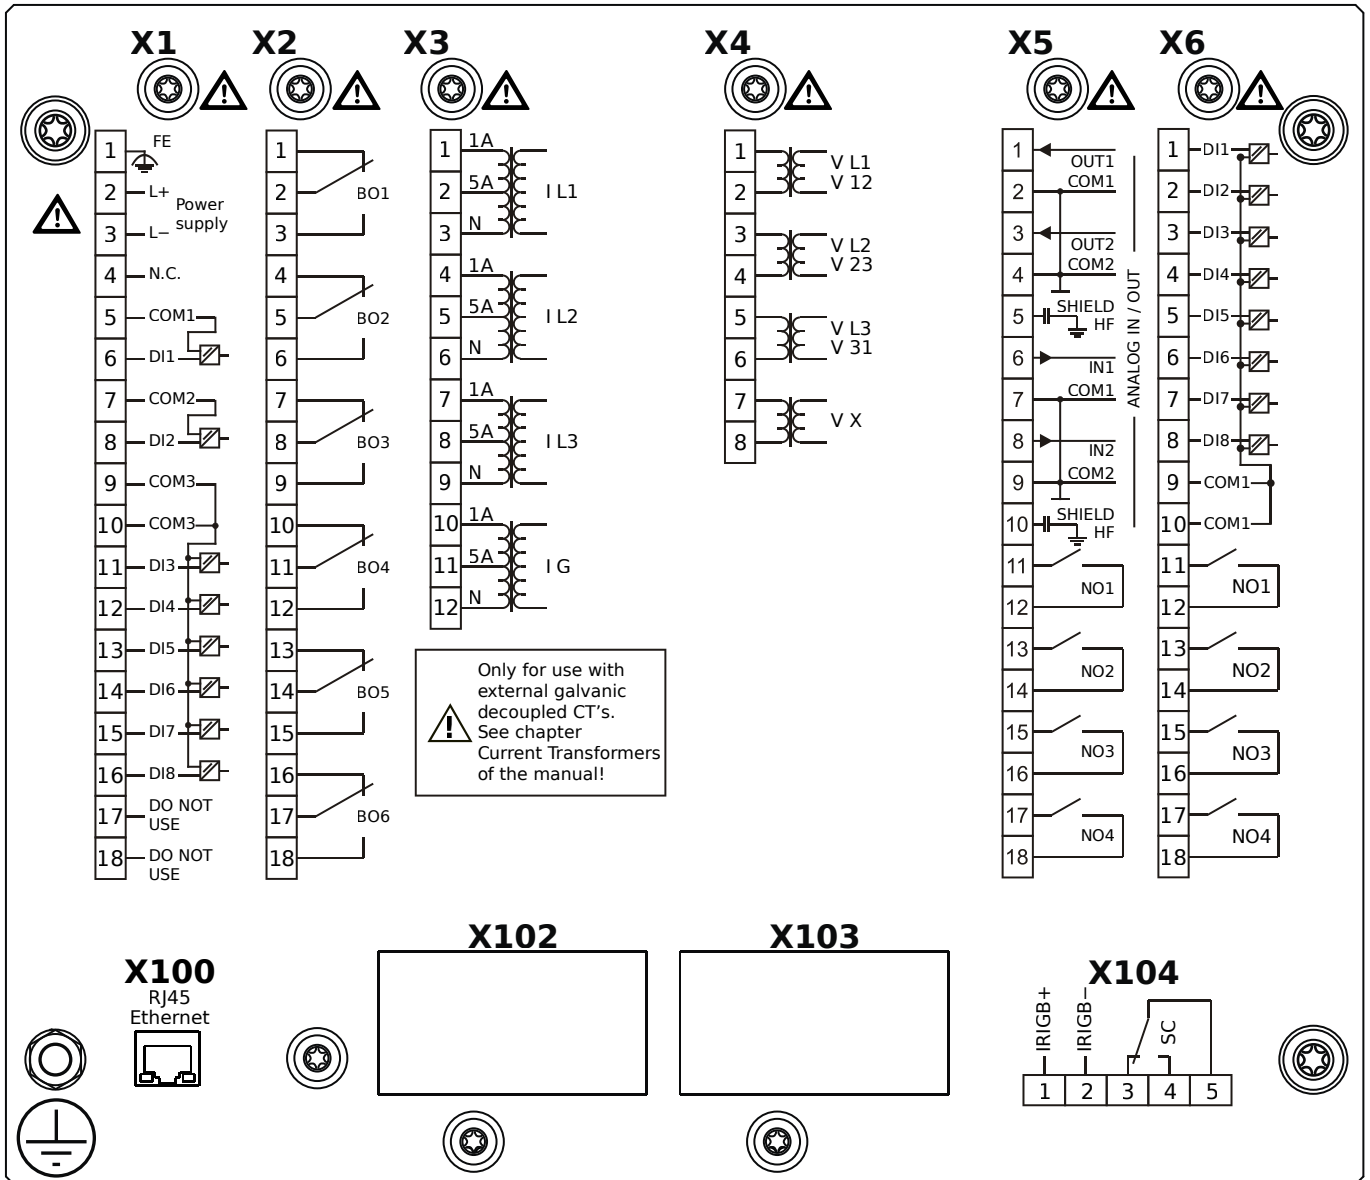 X1
1 FE
2 L+
Power
supply
3 L−
4 N.C.
5 COM1
6 DI1
7 COM2
8 DI2
9 COM3
10 COM3
11 DI3
12 DI4
13 DI5
14 DI6
15 DI7
16 DI8
17 DO NOT
USE
18 DO NOT
USE
X2
1
2 BO1
3
4
5 BO2
6
7
8 BO3
9
10
11 BO4
12
13
14 BO5
15
16
17 BO6
18
X3
1 1A
2 5A I L1
3 N
4 1A
5 5A I L2
6 N
7 1A
8 5A I L3
9 N
10 1A
11 5A I G
12 N
Only for use with
external galvanic
decoupled CT's.
See chapter
Current Transformers
of the manual!
X4
1 V L1
2 V 12
3 V L2
4 V 23
5 V L3
6 V 31
7 V X
8
X5
1 OUT1
2 COM1
3 OUT2
4 COM2
5 SHIELD
HF
6 IN1
7 COM1
8 IN2
9 COM2
10 SHIELD
HF
ANALOG IN / OUT
11 NO1
12
13 NO2
14
15 NO3
16
17 NO4
18
X6
1 DI1
2 DI2
3 DI3
4 DI4
5 DI5
6 DI6
7 DI7
8 DI8
9 COM1
10 COM1
11 NO1
12
13 NO2
14
15 NO3
16
17 NO4
18
X100
RJ45
Ethernet
X102
X103
X104
IRIGB+
IRIGB−
SC
1 2 3 4 5